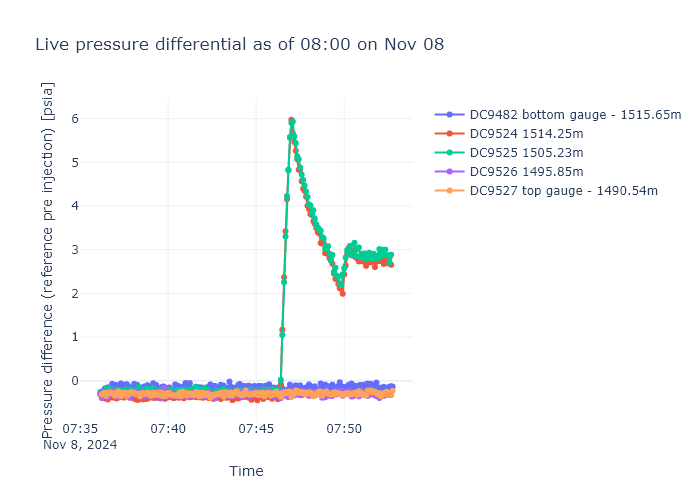 Live pressure differential as of 08:00 on Nov 08
Pressure difference (reference pre injection) [psia]
6
5
4
3
2
1
0
07:35
07:40
07:45
07:50
Nov 8, 2024
Time
DC9482 bottom gauge - 1515.65m
DC9524 1514.25m
DC9525 1505.23m
DC9526 1495.85m
DC9527 top gauge - 1490.54m